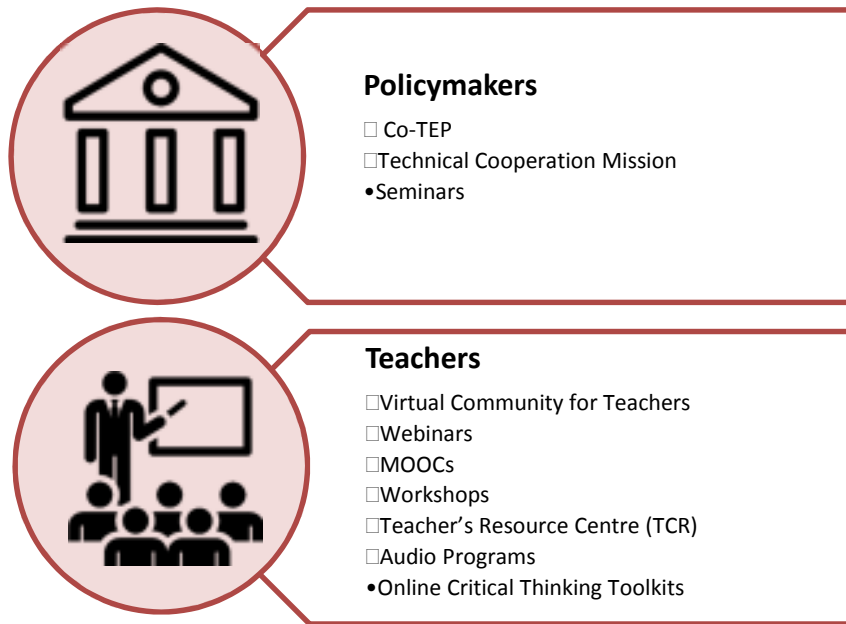 Policymakers
□ Co-TEP
□Technical Cooperation Mission
•Seminars
Teachers
□Virtual Community for Teachers
□Webinars
□MOOCs
□Workshops
□Teacher’s Resource Centre (TCR)
□Audio Programs
•Online Critical Thinking Toolkits